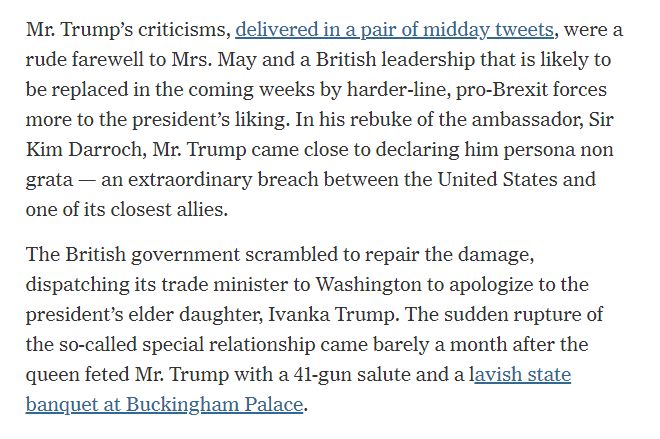 Mr. Trump’s criticisms, delivered in a pair of midday tweets, were a
rude farewell to Mrs. May and a British leadership that is likely to
be replaced in the coming weeks by harder-line, pro-Brexit forces
more to the president’s liking. In his rebuke of the ambassador, Sir
Kim Darroch, Mr. Trump came close to declaring him persona non
grata — an extraordinary breach between the United States and
one of its closest allies.
The British government scrambled to repair the damage,
dispatching its trade minister to Washington to apologize to the
president’s elder daughter, Ivanka Trump. The sudden rupture of
the so-called special relationship came barely a month after the
queen feted Mr. Trump with a 41-gun salute and a lavish state
banquet at Buckingham Palace.